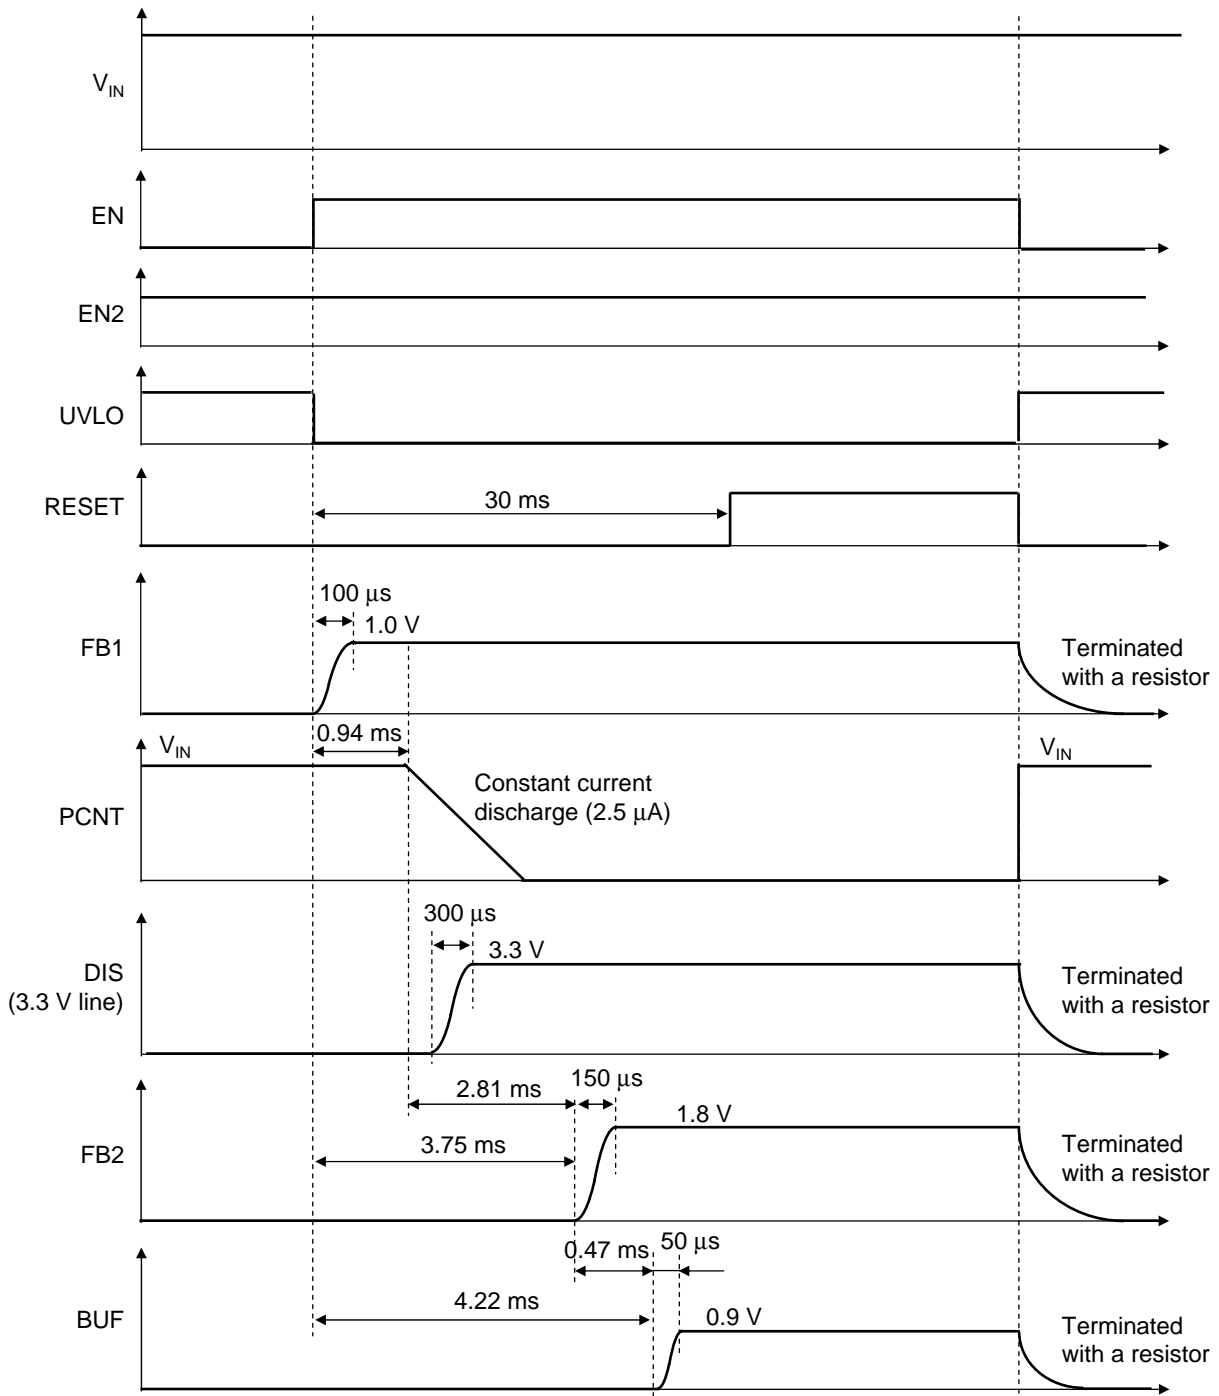 V_IN
EN
EN2
UVLO
RESET
30 ms
100 μs
1.0 V
FB1
Terminated
with a resistor
0.94 ms
V_IN
V_IN
PCNT
Constant current
discharge (2.5 μA)
300 μs
3.3 V
DIS
(3.3 V line)
Terminated
with a resistor
2.81 ms
150 μs
1.8 V
3.75 ms
FB2
Terminated
with a resistor
0.47 ms
50 μs
4.22 ms
0.9 V
BUF
Terminated
with a resistor